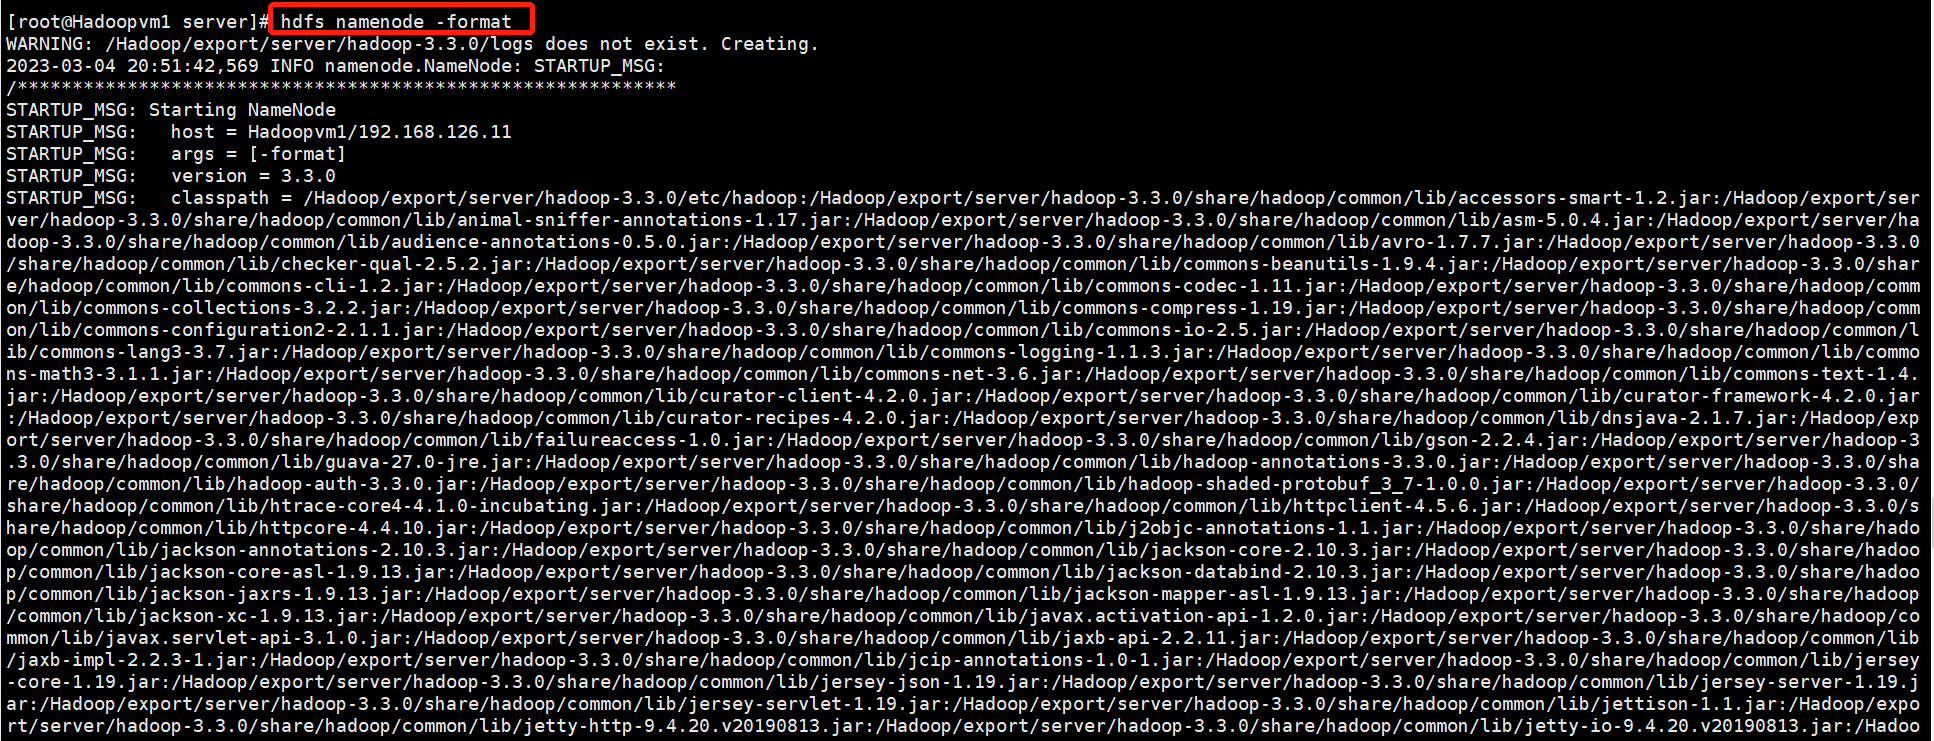 [root@Hadoopvm1 server]# hdfs namenode -format
WARNING: /Hadoop/export/server/hadoop-3.3.0/logs does not exist. Creating.
2023-03-04 20:51:42,569 INFO namenode.NameNode: STARTUP_MSG:
/************************************************************
STARTUP_MSG: Starting NameNode
STARTUP_MSG:   host = Hadoopvm1/192.168.126.11
STARTUP_MSG:   args = [-format]
STARTUP_MSG:   version = 3.3.0
STARTUP_MSG:   classpath = /Hadoop/export/server/hadoop-3.3.0/etc/hadoop:/Hadoop/export/server/hadoop-3.3.0/share/hadoop/common/lib/accessors-smart-1.2.jar:/Hadoop/export/ser
ver/hadoop-3.3.0/share/hadoop/common/lib/animal-sniffer-annotations-1.17.jar:/Hadoop/export/server/hadoop-3.3.0/share/hadoop/common/lib/asm-5.0.4.jar:/Hadoop/export/server/ha
doop-3.3.0/share/hadoop/common/lib/audience-annotations-0.5.0.jar:/Hadoop/export/server/hadoop-3.3.0/share/hadoop/common/lib/avro-1.7.7.jar:/Hadoop/export/server/hadoop-3.3.0
/share/hadoop/common/lib/checker-qual-2.5.2.jar:/Hadoop/export/server/hadoop-3.3.0/share/hadoop/common/lib/commons-beanutils-1.9.4.jar:/Hadoop/export/server/hadoop-3.3.0/shar
e/hadoop/common/lib/commons-cli-1.2.jar:/Hadoop/export/server/hadoop-3.3.0/share/hadoop/common/lib/commons-codec-1.11.jar:/Hadoop/export/server/hadoop-3.3.0/share/hadoop/comm
on/lib/commons-collections-3.2.2.jar:/Hadoop/export/server/hadoop-3.3.0/share/hadoop/common/lib/commons-compress-1.19.jar:/Hadoop/export/server/hadoop-3.3.0/share/hadoop/comm
on/lib/commons-configuration2-2.1.1.jar:/Hadoop/export/server/hadoop-3.3.0/share/hadoop/common/lib/commons-io-2.5.jar:/Hadoop/export/server/hadoop-3.3.0/share/hadoop/common/l
ib/commons-lang3-3.7.jar:/Hadoop/export/server/hadoop-3.3.0/share/hadoop/common/lib/commons-logging-1.1.3.jar:/Hadoop/export/server/hadoop-3.3.0/share/hadoop/common/lib/commo
ns-math3-3.1.1.jar:/Hadoop/export/server/hadoop-3.3.0/share/hadoop/common/lib/commons-net-3.6.jar:/Hadoop/export/server/hadoop-3.3.0/share/hadoop/common/lib/commons-text-1.4.
jar:/Hadoop/export/server/hadoop-3.3.0/share/hadoop/common/lib/curator-client-4.2.0.jar:/Hadoop/export/server/hadoop-3.3.0/share/hadoop/common/lib/curator-framework-4.2.0.jar
:/Hadoop/export/server/hadoop-3.3.0/share/hadoop/common/lib/curator-recipes-4.2.0.jar:/Hadoop/export/server/hadoop-3.3.0/share/hadoop/common/lib/dnsjava-2.1.7.jar:/Hadoop/exp
ort/server/hadoop-3.3.0/share/hadoop/common/lib/failureaccess-1.0.jar:/Hadoop/export/server/hadoop-3.3.0/share/hadoop/common/lib/gson-2.2.4.jar:/Hadoop/export/server/hadoop-3
.3.0/share/hadoop/common/lib/guava-27.0-jre.jar:/Hadoop/export/server/hadoop-3.3.0/share/hadoop/common/lib/hadoop-annotations-3.3.0.jar:/Hadoop/export/server/hadoop-3.3.0/sha
re/hadoop/common/lib/hadoop-auth-3.3.0.jar:/Hadoop/export/server/hadoop-3.3.0/share/hadoop/common/lib/hadoop-shaded-protobuf_3_7-1.0.0.jar:/Hadoop/export/server/hadoop-3.3.0/
share/hadoop/common/lib/htrace-core4-4.1.0-incubating.jar:/Hadoop/export/server/hadoop-3.3.0/share/hadoop/common/lib/httpclient-4.5.6.jar:/Hadoop/export/server/hadoop-3.3.0/s
hare/hadoop/common/lib/httpcore-4.4.10.jar:/Hadoop/export/server/hadoop-3.3.0/share/hadoop/common/lib/j2objc-annotations-1.1.jar:/Hadoop/export/server/hadoop-3.3.0/share/hado
op/common/lib/jackson-annotations-2.10.3.jar:/Hadoop/export/server/hadoop-3.3.0/share/hadoop/common/lib/jackson-core-2.10.3.jar:/Hadoop/export/server/hadoop-3.3.0/share/hadoo
p/common/lib/jackson-core-asl-1.9.13.jar:/Hadoop/export/server/hadoop-3.3.0/share/hadoop/common/lib/jackson-databind-2.10.3.jar:/Hadoop/export/server/hadoop-3.3.0/share/hadoo
p/common/lib/jackson-jaxrs-1.9.13.jar:/Hadoop/export/server/hadoop-3.3.0/share/hadoop/common/lib/jackson-mapper-asl-1.9.13.jar:/Hadoop/export/server/hadoop-3.3.0/share/hadoop
/common/lib/jackson-xc-1.9.13.jar:/Hadoop/export/server/hadoop-3.3.0/share/hadoop/common/lib/javax.activation-api-1.2.0.jar:/Hadoop/export/server/hadoop-3.3.0/share/hadoop/co
mmon/lib/javax.servlet-api-3.1.0.jar:/Hadoop/export/server/hadoop-3.3.0/share/hadoop/common/lib/jaxb-api-2.2.11.jar:/Hadoop/export/server/hadoop-3.3.0/share/hadoop/common/lib
/jaxb-impl-2.2.3-1.jar:/Hadoop/export/server/hadoop-3.3.0/share/hadoop/common/lib/jcip-annotations-1.0-1.jar:/Hadoop/export/server/hadoop-3.3.0/share/hadoop/common/lib/jersey
-core-1.19.jar:/Hadoop/export/server/hadoop-3.3.0/share/hadoop/common/lib/jersey-json-1.19.jar:/Hadoop/export/server/hadoop-3.3.0/share/hadoop/common/lib/jersey-server-1.19.j
ar:/Hadoop/export/server/hadoop-3.3.0/share/hadoop/common/lib/jersey-servlet-1.19.jar:/Hadoop/export/server/hadoop-3.3.0/share/hadoop/common/lib/jettison-1.1.jar:/Hadoop/expo
rt/server/hadoop-3.3.0/share/hadoop/common/lib/jetty-http-9.4.20.v20190813.jar:/Hadoop/export/server/hadoop-3.3.0/share/hadoop/common/lib/jetty-io-9.4.20.v20190813.jar:/Hadoo